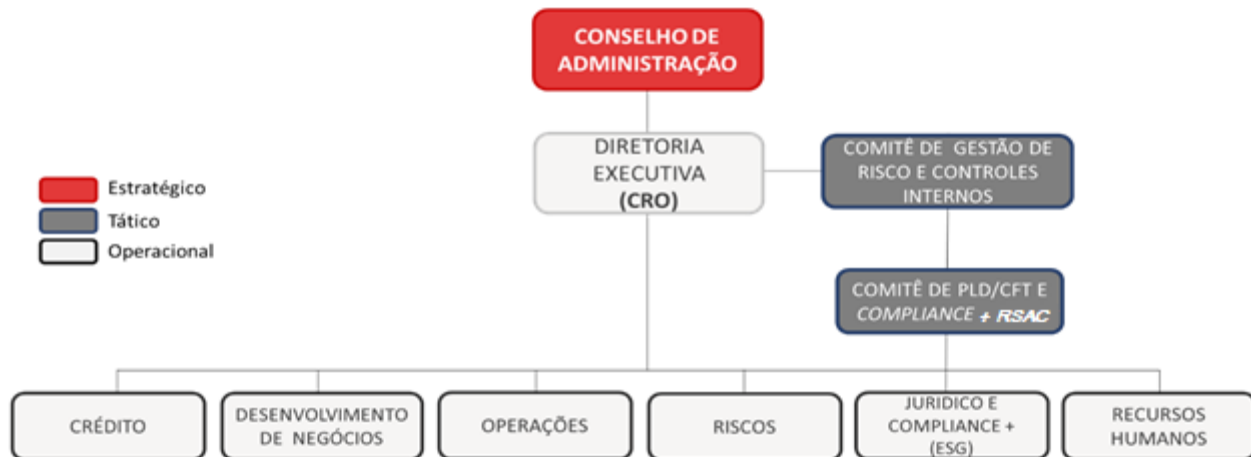 CONSELHO DE
ADMINISTRAÇÃO
DIRETORIA
EXECUTIVA
(CRO)
COMITÊ DE GESTÃO DE
RISCO E CONTROLES
INTERNOS
Estratégico
Tático
Operacional
COMITÊ DE PLD/CFT E
COMPLIANCE + RSAC
CRÉDITO
DESENVOLVIMENTO
DE NEGÓCIOS
OPERAÇÕES
RISCOS
JURIDICO E
COMPLIANCE +
(ESG)
RECURSOS
HUMANOS